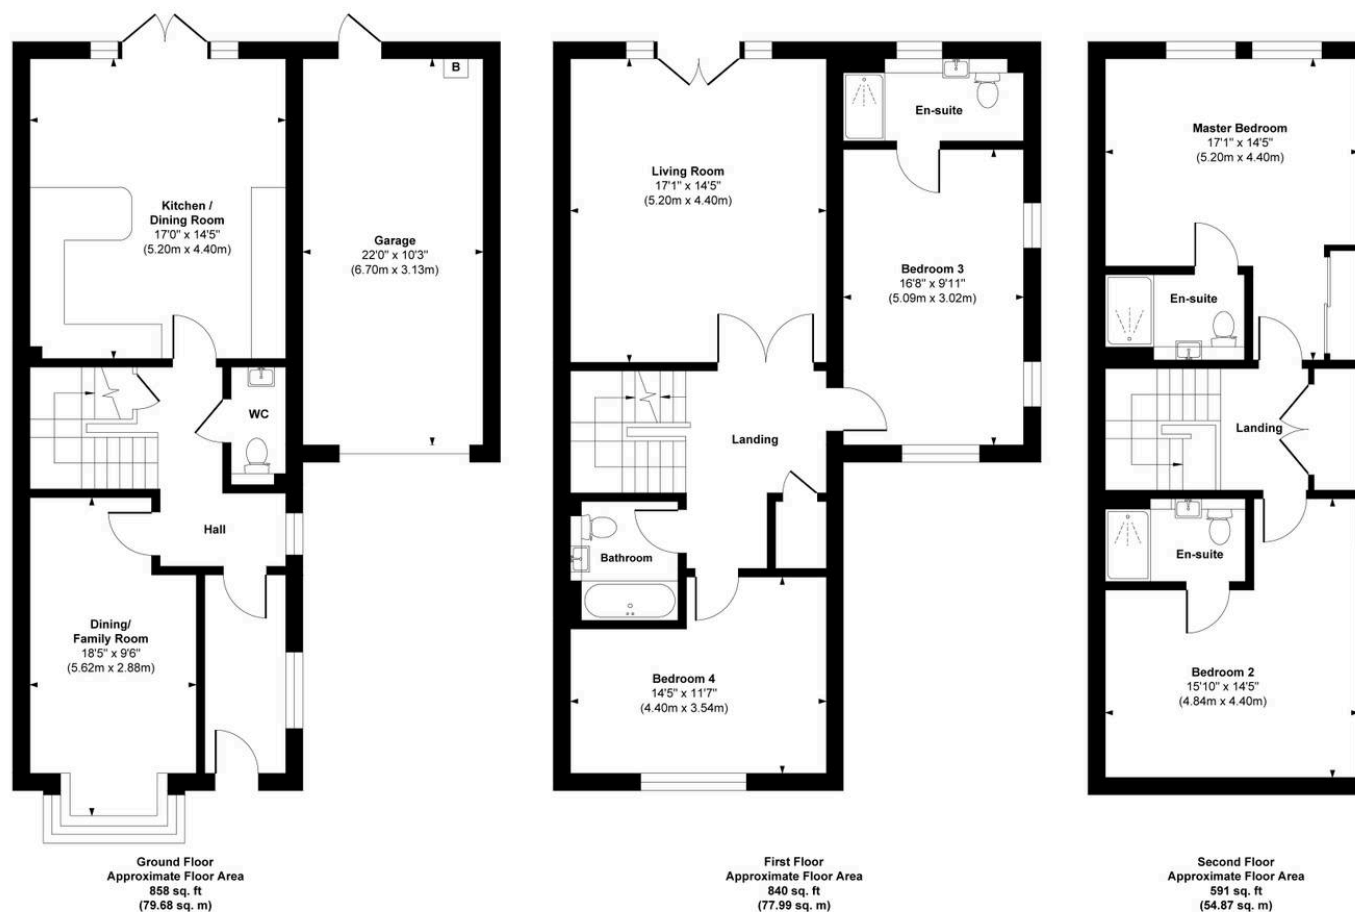 B
Kitchen /
Dining Room
17'0" x 14'5"
(5.20m x 4.40m)
Garage
22'0" x 10'3"
(6.70m x 3.13m)
WC
Hall
Dining/
Family Room
18'5" x 9'6"
(5.62m x 2.88m)
Ground Floor
Approximate Floor Area
858 sq. ft
(79.68 sq. m)
En-suite
Living Room
17'1" x 14'5"
(5.20m x 4.40m)
Bedroom 3
16'8" x 9'11"
(5.09m x 3.02m)
Landing
Bathroom
Bedroom 4
14'5" x 11'7"
(4.40m x 3.54m)
First Floor
Approximate Floor Area
840 sq. ft
(77.99 sq. m)
Master Bedroom
17'1" x 14'5"
(5.20m x 4.40m)
En-suite
Landing
En-suite
Bedroom 2
15'10" x 14'5"
(4.84m x 4.40m)
Second Floor
Approximate Floor Area
591 sq. ft
(54.87 sq. m)